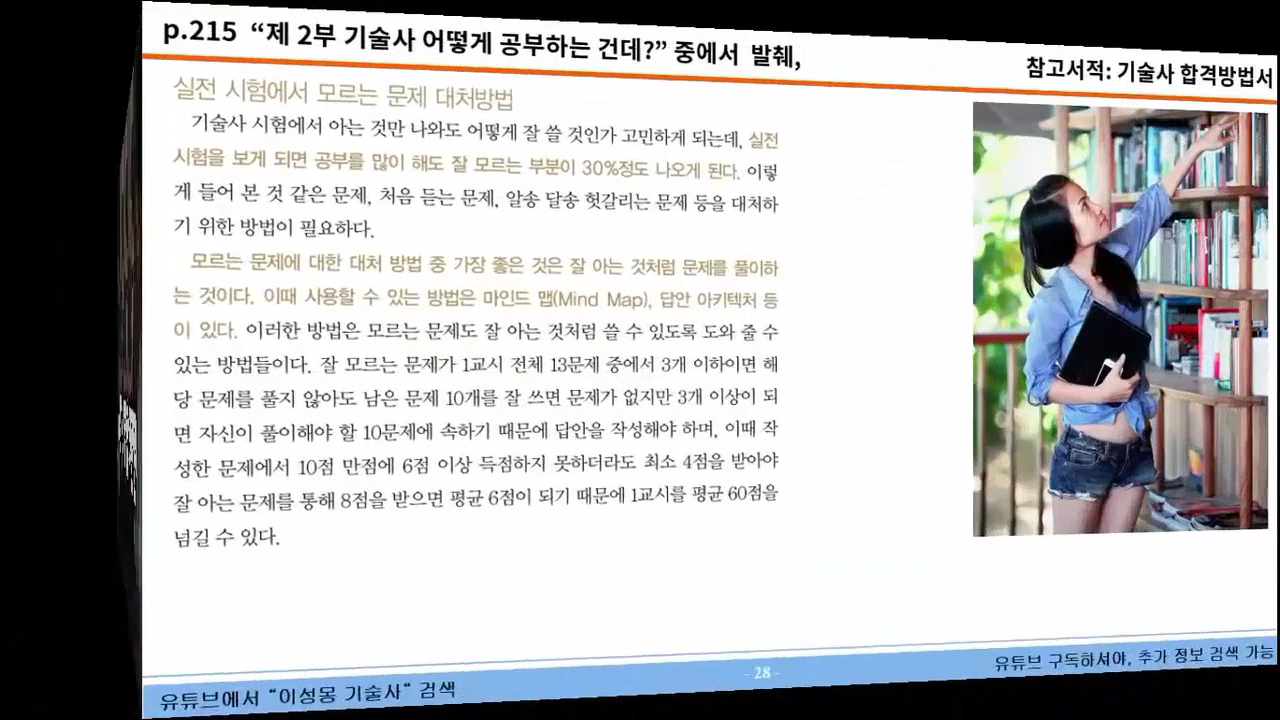 p.215 “제 2부 기술사 어떻게 공부하는 건데?” 중에서 발췌,
참고서적: 기술사 합격방법서
실전 시험에서 모르는 문제 대처방법
기술사 시험에서 아는 것만 나와도 어떻게 잘 쓸 것인가 고민하게 되는데, 실전
시험을 보게 되면 공부를 많이 해도 잘 모르는 부분이 30%정도 나오게 된다. 이렇
게 들어 본 것 같은 문제, 처음 듣는 문제, 알송 달송 헛갈리는 문제 등을 대처하
기 위한 방법이 필요하다.
모르는 문제에 대한 대처 방법 중 가장 좋은 것은 잘 아는 것처럼 문제를 풀이하
는 것이다. 이때 사용할 수 있는 방법은 마인드 맵(Mind Map), 답안 아키텍처 등
이 있다. 이러한 방법은 모르는 문제도 잘 아는 것처럼 쓸 수 있도록 도와 줄 수
있는 방법들이다. 잘 모르는 문제가 1교시 전체 13문제 중에서 3개 이하이면 해
당 문제를 풀지 않아도 남은 문제 10개를 잘 쓰면 문제가 없지만 3개 이상이 되
면 자신이 풀이해야 할 10문제에 속하기 때문에 답안을 작성해야 하며, 이때 작
성한 문제에서 10점 만점에 6점 이상 득점하지 못하더라도 최소 4점을 받아야
잘 아는 문제를 통해 8점을 받으면 평균 6점이 되기 때문에 1교시를 평균 60점을
넘길 수 있다.
유튜브에서 “이성몽 기술사“ 검색
- 28 -
유튜브 구독하셔야, 추가 정보 검색 가능